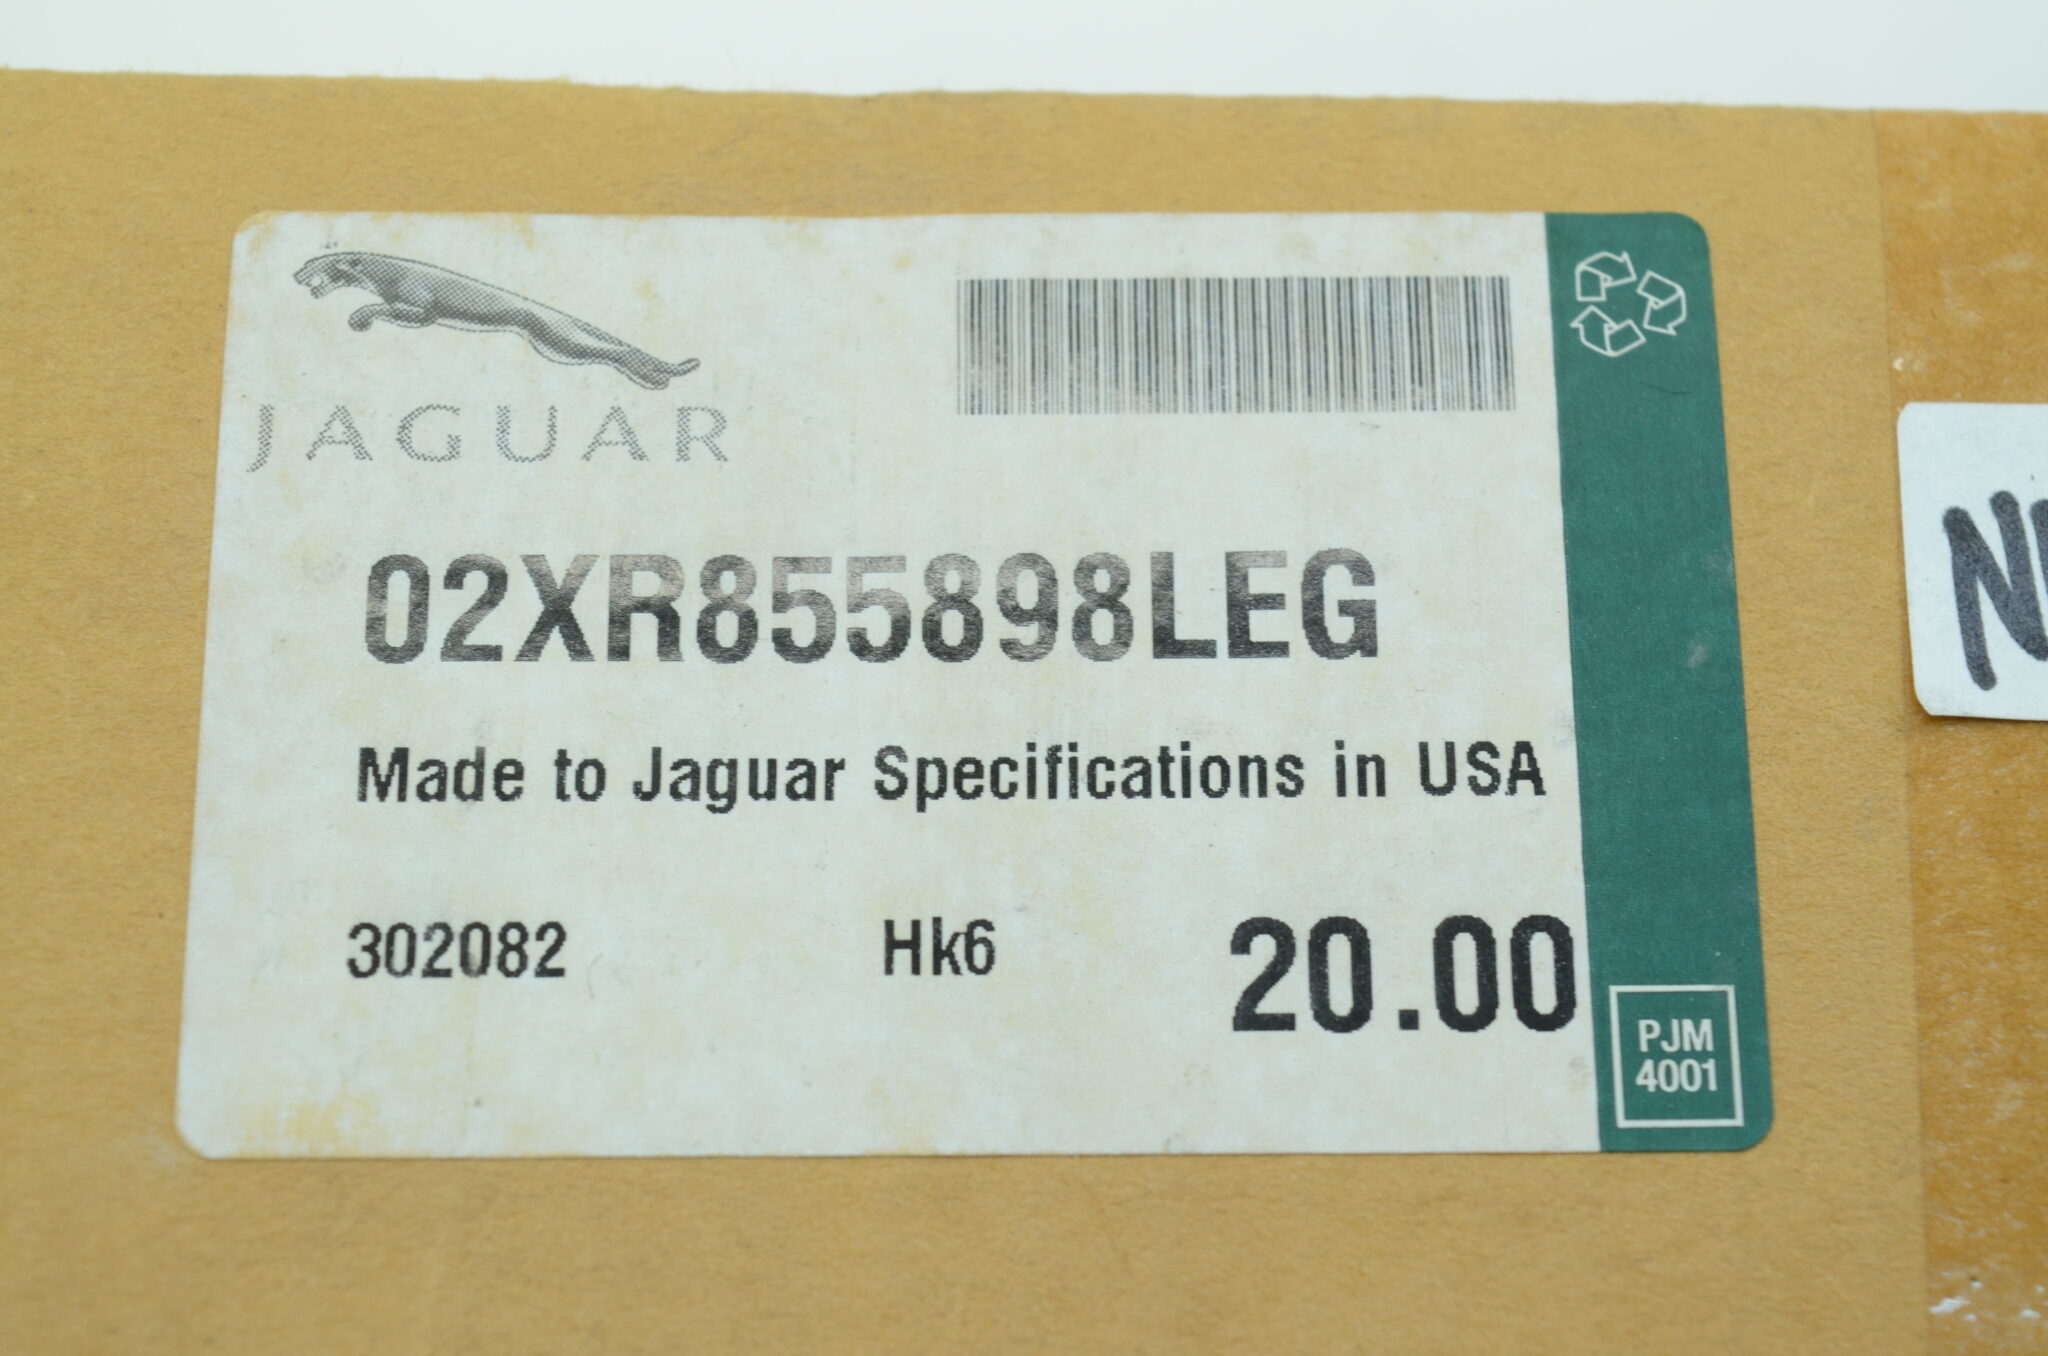 JAGUAR
02XR855898LEG
Made to Jaguar Specifications in USA
302082 Hk6 20.00
PJM
4001